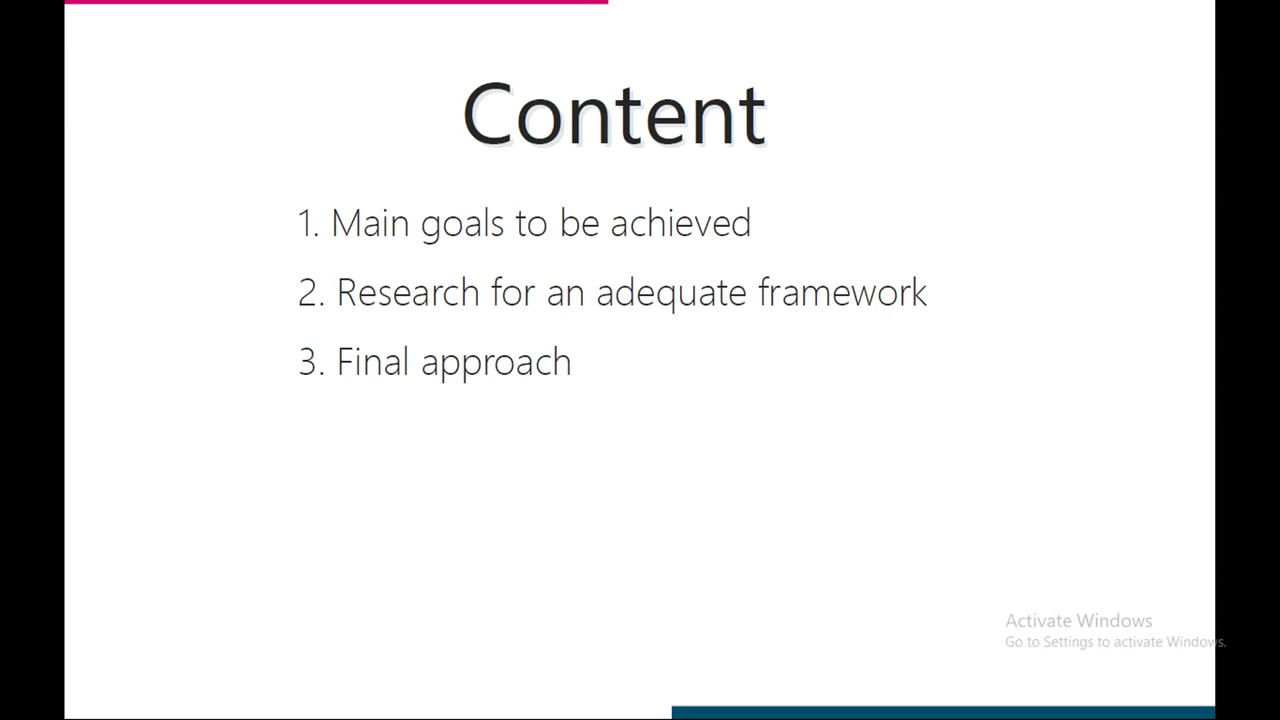 Content
1. Main goals to be achieved
2. Research for an adequate framework
3. Final approach
Activate Windows
Go to Settings to activate Windows.